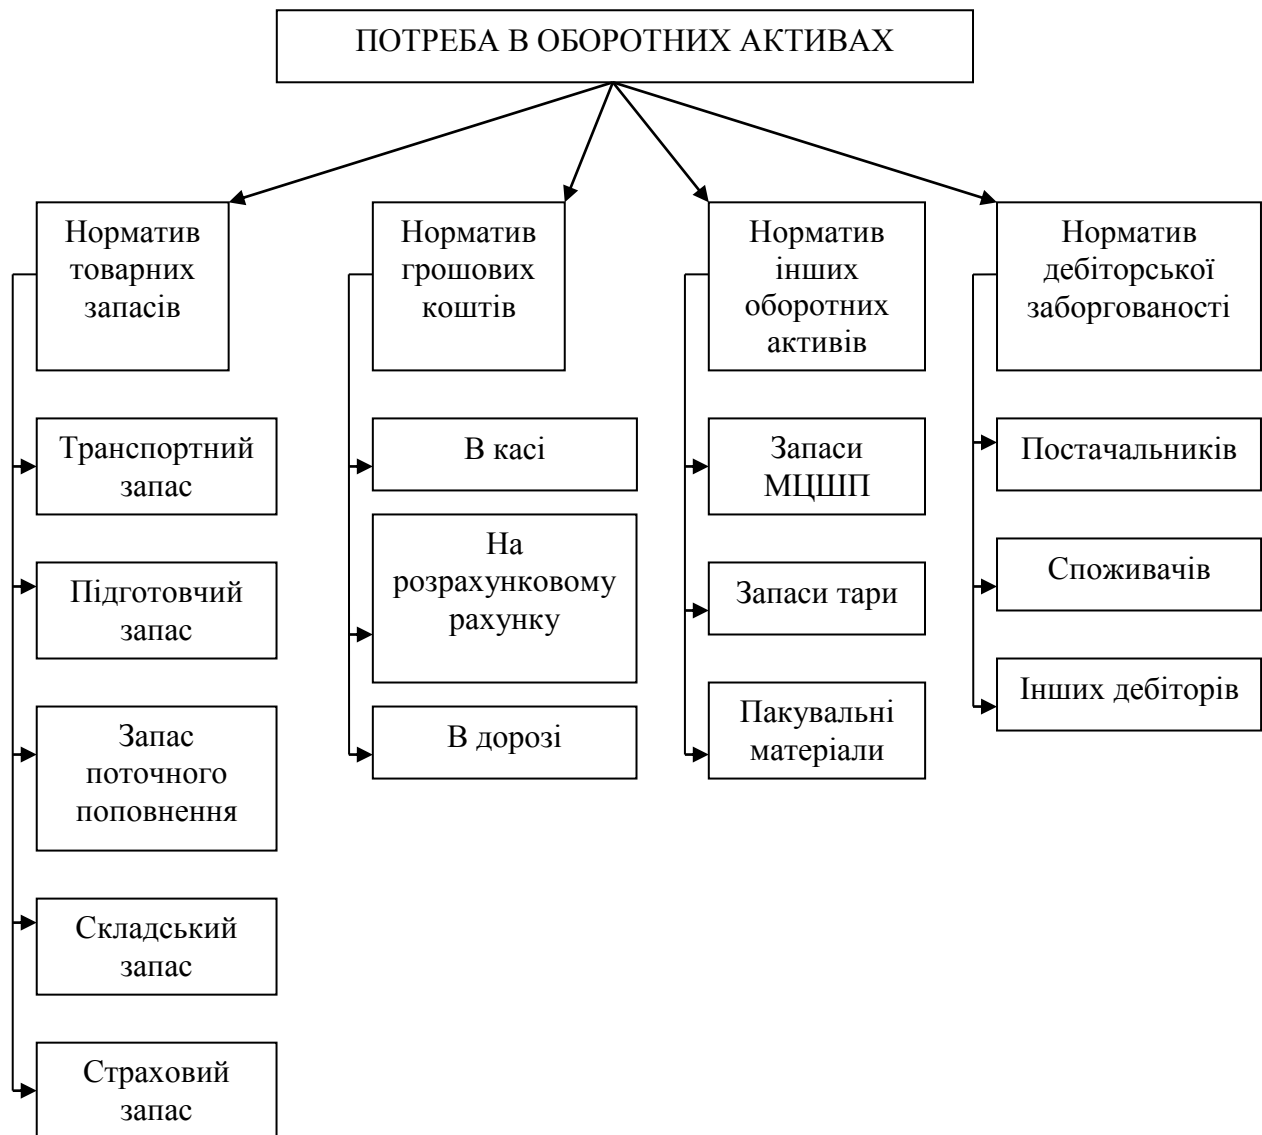 ПОТРЕБА В ОБОРОТНИХ АКТИВАХ
Норматив
товарних
запасів
Транспортний
запас
Підготовчий
запас
Запас
поточного
поповнення
Складський
запас
Страховий
запас
Норматив
грошових
коштів
В касі
На
розрахунковому
рахунку
В дорозі
Норматив
інших
оборотних
активів
Запаси
МЦШП
Запаси тари
Пакувальні
матеріали
Норматив
дебіторської
заборгованості
Постачальників
Споживачів
Інших дебіторів